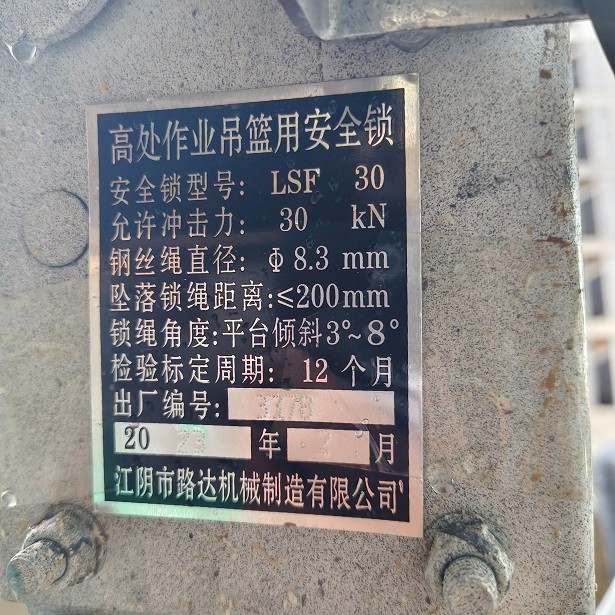 高处作业吊篮用安全锁
安全锁型号: LSF 30
允许冲击力: 30 kN
钢丝绳直径: Φ8.3 mm
坠落锁绳距离:≤200mm
锁绳角度:平台倾斜3°~8°
检验标定周期: 12 个月
出厂编号:
20 23 年 2 月
江阴市路达机械制造有限公司